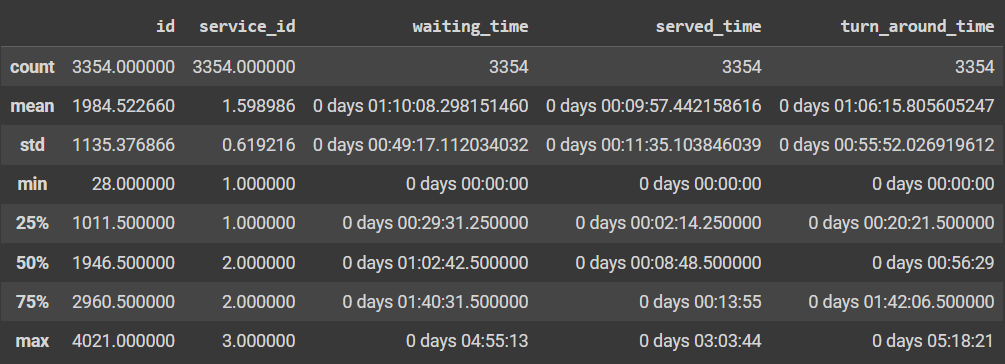 id service_id waiting_time served_time turn_around_time
count 3354.000000 3354.000000 3354 3354 3354
mean 1984.522660 1.598986 0 days 01:10:08.298151460 0 days 00:09:57.442158616 0 days 01:06:15.805605247
std 1135.376866 0.619216 0 days 00:49:17.112034032 0 days 00:11:35.103846039 0 days 00:55:52.026919612
min 28.000000 1.000000 0 days 00:00:00 0 days 00:00:00 0 days 00:00:00
25% 1011.500000 1.000000 0 days 00:29:31.250000 0 days 00:02:14.250000 0 days 00:20:21.500000
50% 1946.500000 2.000000 0 days 01:02:42.500000 0 days 00:08:48.500000 0 days 00:56:29
75% 2960.500000 2.000000 0 days 01:40:31.500000 0 days 00:13:55 0 days 01:42:06.500000
max 4021.000000 3.000000 0 days 04:55:13 0 days 03:03:44 0 days 05:18:21